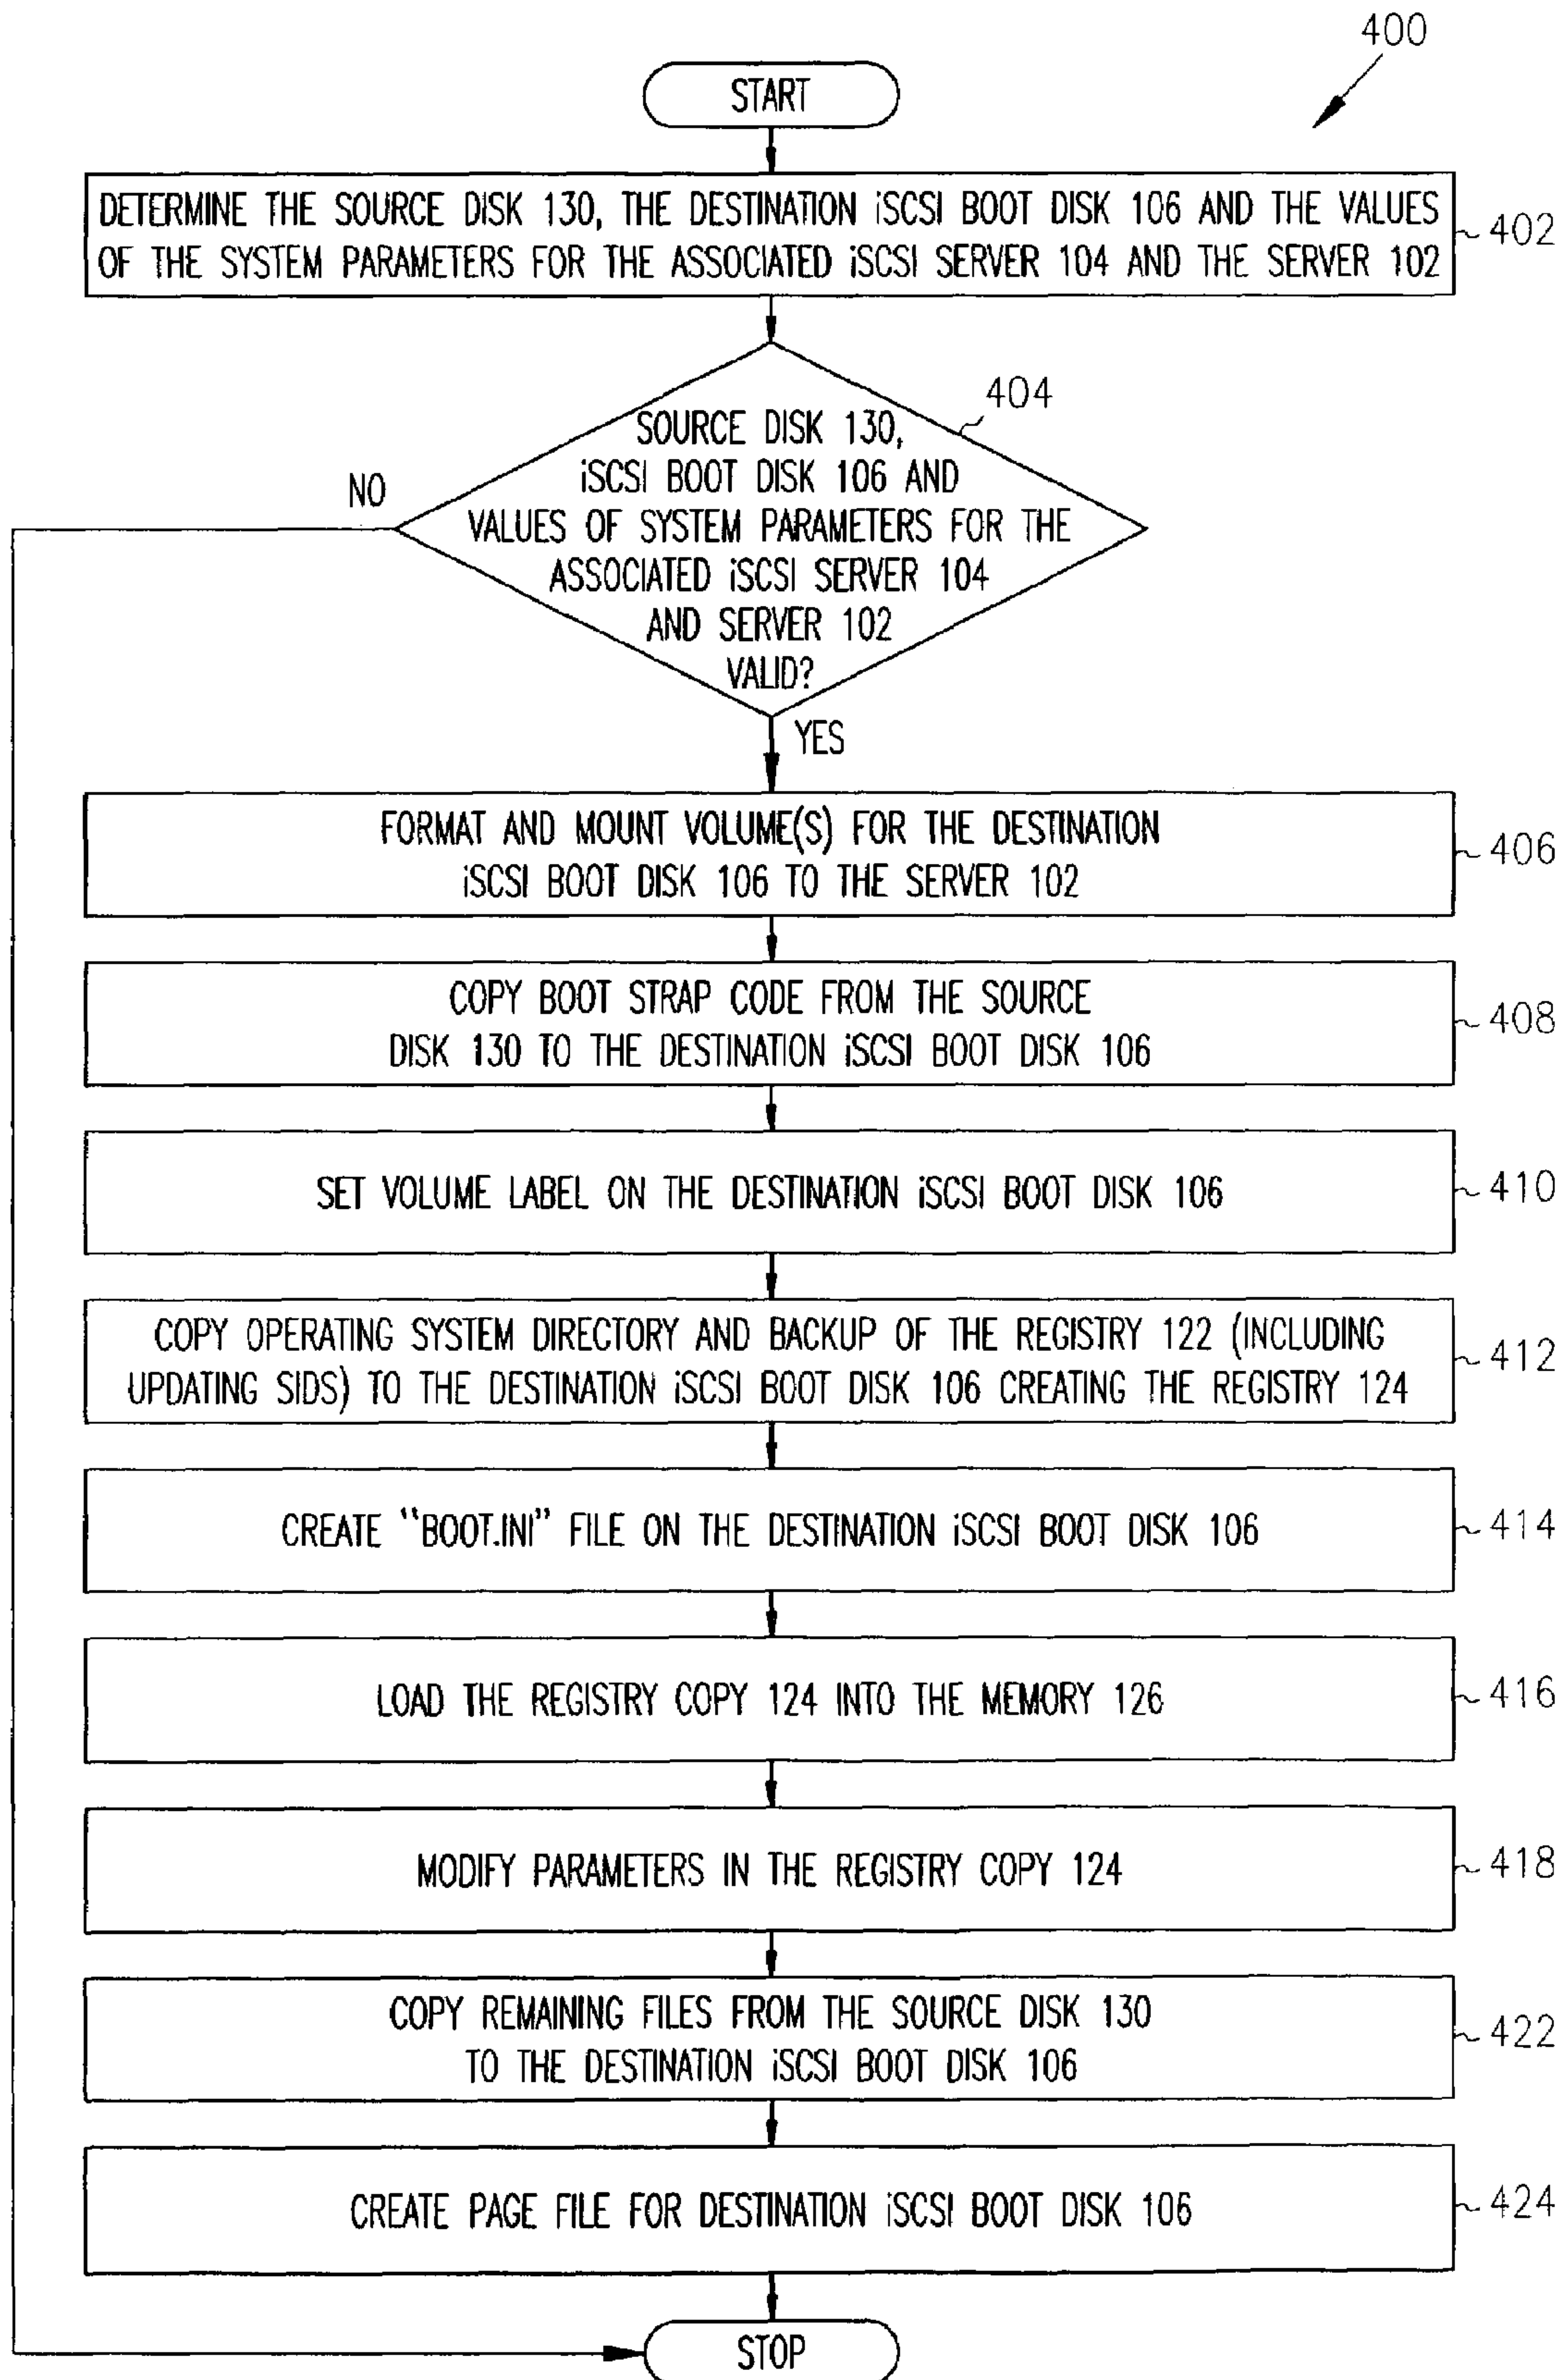 400
START
DETERMINE THE SOURCE DISK 130, THE DESTINATION iSCSI BOOT DISK 106 AND THE VALUES
OF THE SYSTEM PARAMETERS FOR THE ASSOCIATED iSCSI SERVER 104 AND THE SERVER 102
402
404
SOURCE DISK 130,
iSCSI BOOT DISK 106 AND
VALUES OF SYSTEM PARAMETERS FOR THE
ASSOCIATED iSCSI SERVER 104
AND SERVER 102
VALID?
NO
YES
FORMAT AND MOUNT VOLUME(S) FOR THE DESTINATION
iSCSI BOOT DISK 106 TO THE SERVER 102
406
COPY BOOT STRAP CODE FROM THE SOURCE
DISK 130 TO THE DESTINATION iSCSI BOOT DISK 106
408
SET VOLUME LABEL ON THE DESTINATION iSCSI BOOT DISK 106
410
COPY OPERATING SYSTEM DIRECTORY AND BACKUP OF THE REGISTRY 122 (INCLUDING
UPDATING SIDS) TO THE DESTINATION iSCSI BOOT DISK 106 CREATING THE REGISTRY 124
412
CREATE "BOOT.INI" FILE ON THE DESTINATION iSCSI BOOT DISK 106
414
LOAD THE REGISTRY COPY 124 INTO THE MEMORY 126
416
MODIFY PARAMETERS IN THE REGISTRY COPY 124
418
COPY REMAINING FILES FROM THE SOURCE DISK 130
TO THE DESTINATION iSCSI BOOT DISK 106
422
CREATE PAGE FILE FOR DESTINATION iSCSI BOOT DISK 106
424
STOP